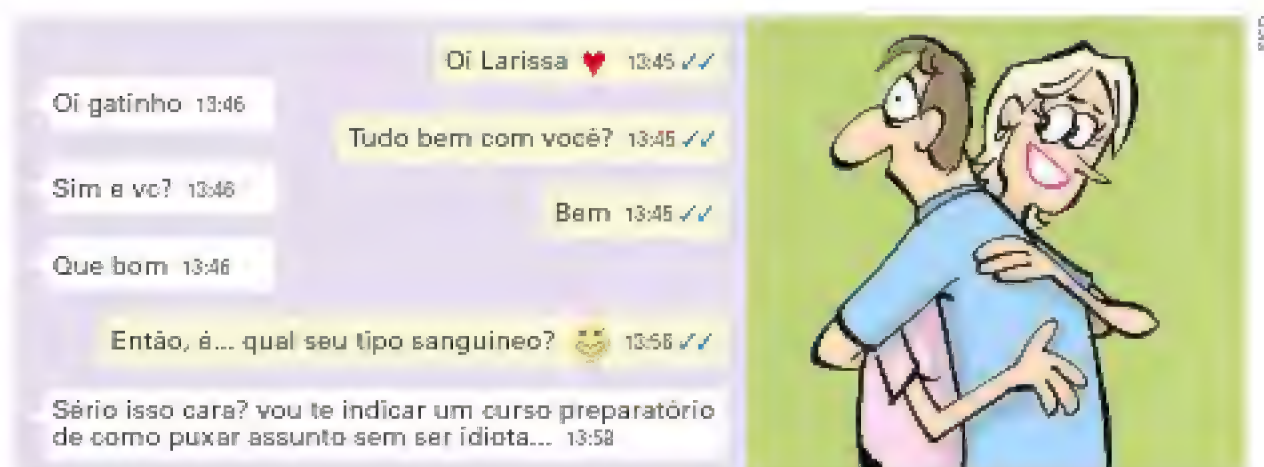 Oi Larissa ♥ 13:45 ✓✓
Oi gatinho 13:46
Tudo bem com você? 13:45 ✓✓
Sim e vc? 13:46
Bem 13:45 ✓✓
Que bom 13:46
Então, é... qual seu tipo sanguineo? 😁 13:56 ✓✓
Sério isso cara? vou te indicar um curso preparatório
de como puxar assunto sem ser idiota... 13:58